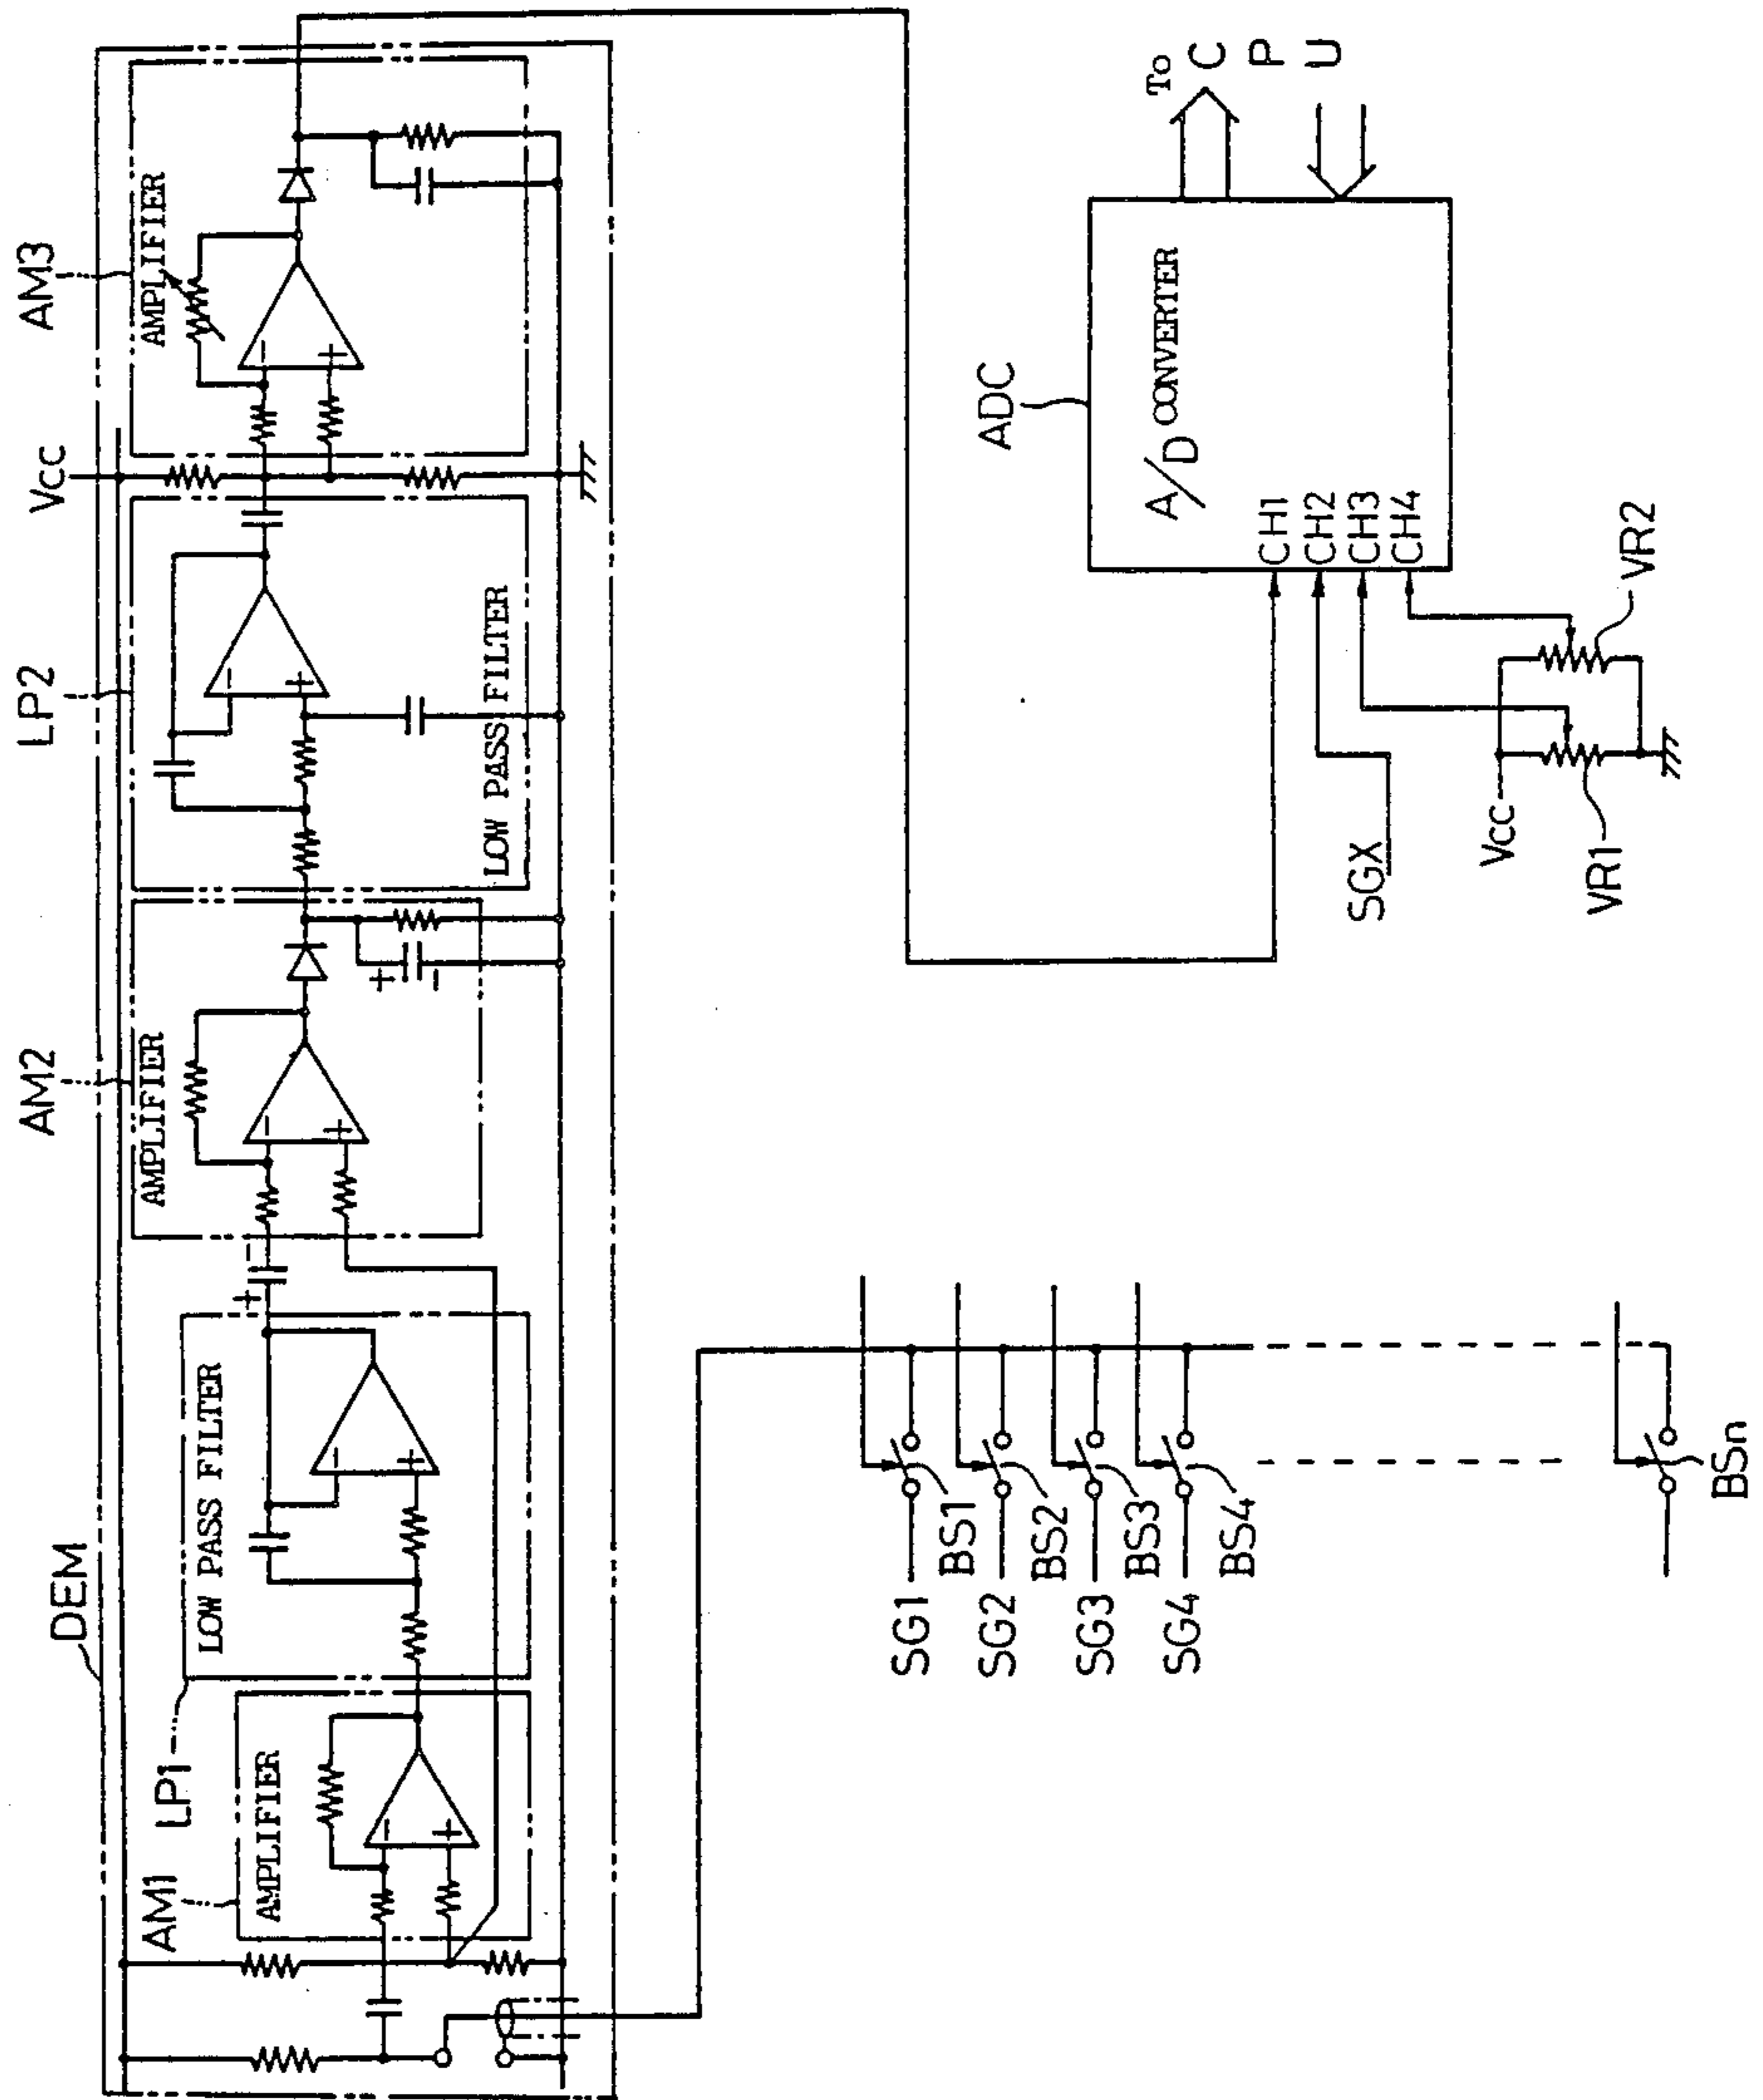 DEM
AM1
AMPLIFIER
LP1
LOW PASS FILTER
+
−
AM2
AMPLIFIER
+
−
LP2
LOW PASS FILTER
Vcc
AM3
AMPLIFIER
−
+
−
+
−
+
−
+
−
+
SG1
BS1
SG2
BS2
SG3
BS3
SG4
BS4
BSn
ADC
A/D CONVERTER
CH1
CH2
CH3
CH4
To CPU
SGX
Vcc
VR1
VR2